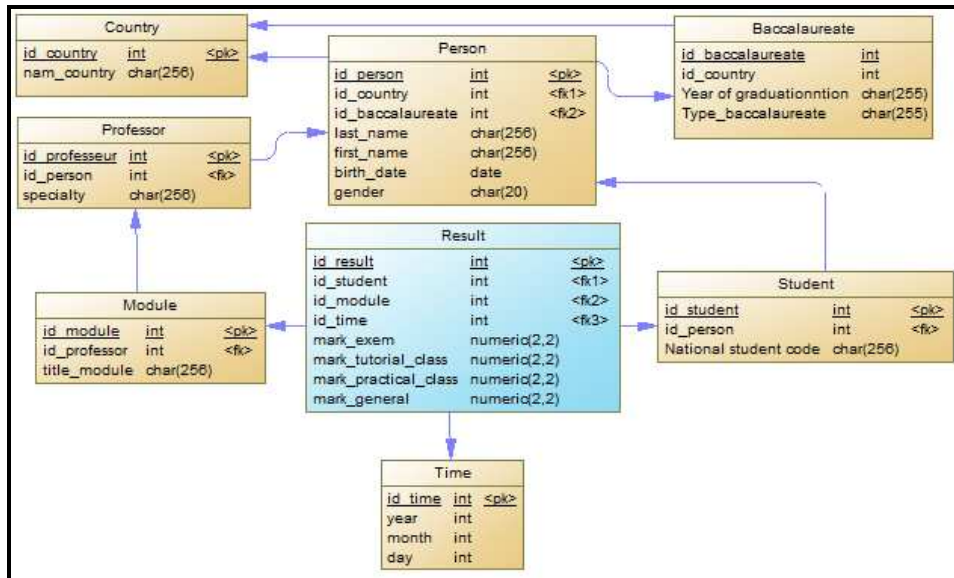 Country
id_country int <pk>
nam_country char(256)
Person
id_person int <pk>
id_country int <fk1>
id_baccalaureate int <fk2>
last_name char(256)
first_name char(256)
birth_date date
gender char(20)
Baccalaureate
id_baccalaureate int
id_country int
Year of graduationntion char(255)
Type_baccalaureate char(255)
Professor
id_professeur int <pk>
id_person int <fk>
specialty char(256)
Result
id_result int <pk>
id_student int <fk1>
id_module int <fk2>
id_time int <fk3>
mark_exem numeric(2,2)
mark_tutorial_class numeric(2,2)
mark_practical_class numeric(2,2)
mark_general numeric(2,2)
Module
id_module int <pk>
id_professor int <fk>
title_module char(256)
Student
id_student int <pk>
id_person int <fk>
National student code char(256)
Time
id_time int <pk>
year int
month int
day int